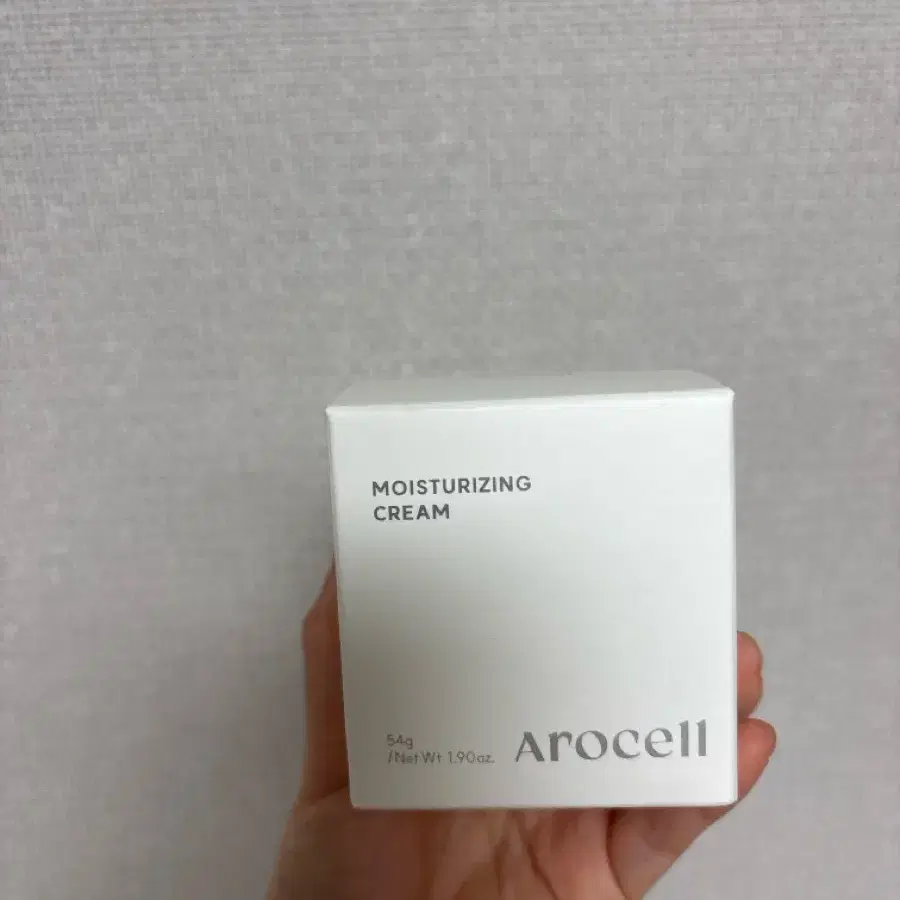 MOISTURIZING
CREAM
54g
/Net Wt 1.90oz.
Arocell